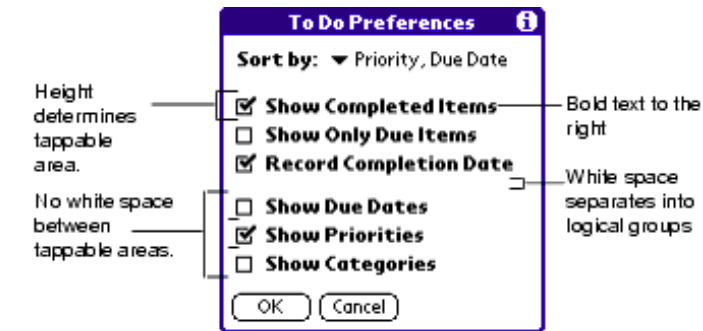 To Do Preferences i
Sort by: Priority, Due Date
Height
determines
tappable
area.
Show Completed Items
Bold text to the
right
Show Only Due Items
Record Completion Date
White space
separates into
logical groups
No white space
between
tappable areas.
Show Due Dates
Show Priorities
Show Categories
OK Cancel